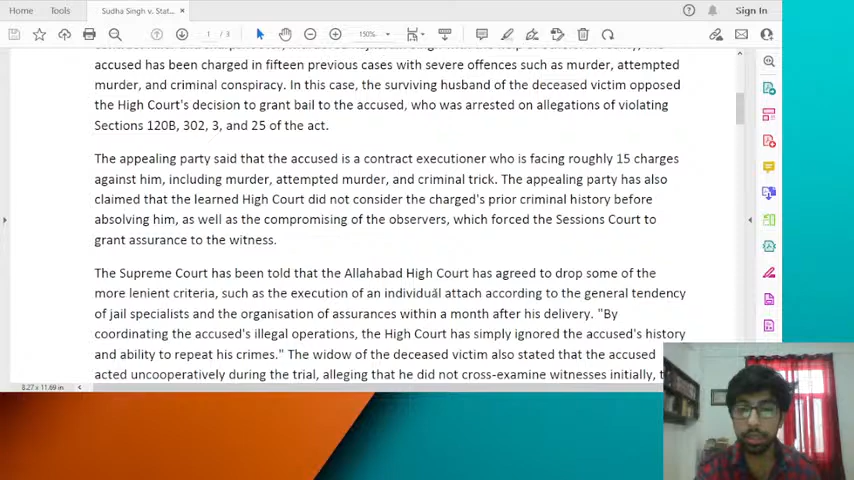 Home Tools Sudha Singh v. Stat... × Sign In
1 / 3 150%
accused has been charged in fifteen previous cases with severe offences such as murder, attempted
murder, and criminal conspiracy. In this case, the surviving husband of the deceased victim opposed
the High Court's decision to grant bail to the accused, who was arrested on allegations of violating
Sections 120B, 302, 3, and 25 of the act.
The appealing party said that the accused is a contract executioner who is facing roughly 15 charges
against him, including murder, attempted murder, and criminal trick. The appealing party has also
claimed that the learned High Court did not consider the charged's prior criminal history before
absolving him, as well as the compromising of the observers, which forced the Sessions Court to
grant assurance to the witness.
The Supreme Court has been told that the Allahabad High Court has agreed to drop some of the
more lenient criteria, such as the execution of an individual attach according to the general tendency
of jail specialists and the organisation of assurances within a month after his delivery. "By
coordinating the accused's illegal operations, the High Court has simply ignored the accused's history
and ability to repeat his crimes." The widow of the deceased victim also stated that the accused
acted uncooperatively during the trial, alleging that he did not cross-examine witnesses initially,
8.27 x 11.69 in